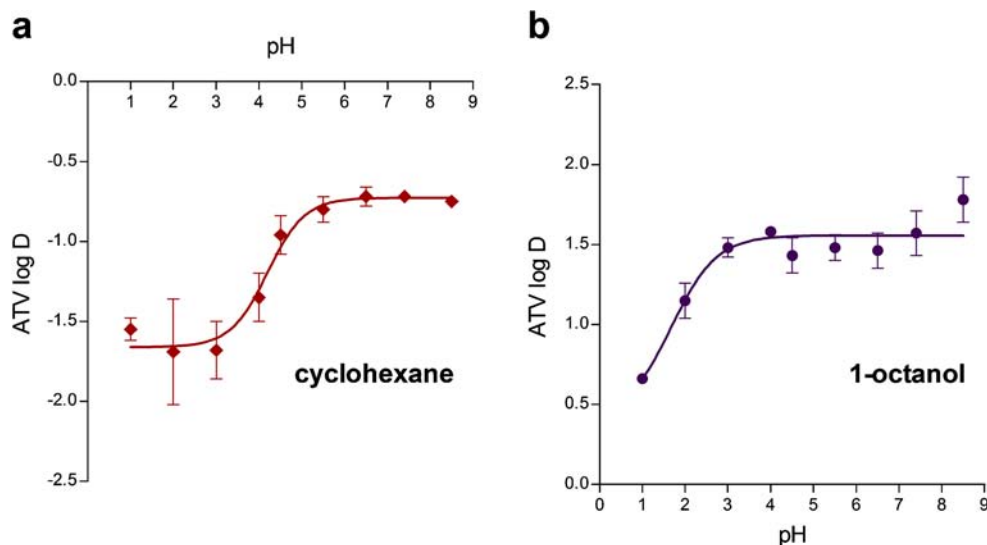 a
pH
0.0
1 2 3 4 5 6 7 8 9
-0.5
-1.0
-1.5
-2.0
-2.5
ATV log D
cyclohexane
b
2.5
2.0
1.5
1.0
0.5
0.0
ATV log D
1-octanol
0 1 2 3 4 5 6 7 8 9
pH